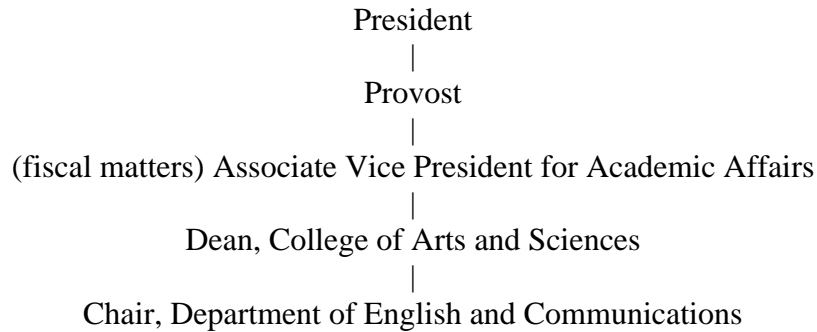 President
|
Provost
|
(fiscal matters) Associate Vice President for Academic Affairs
|
Dean, College of Arts and Sciences
|
Chair, Department of English and Communications